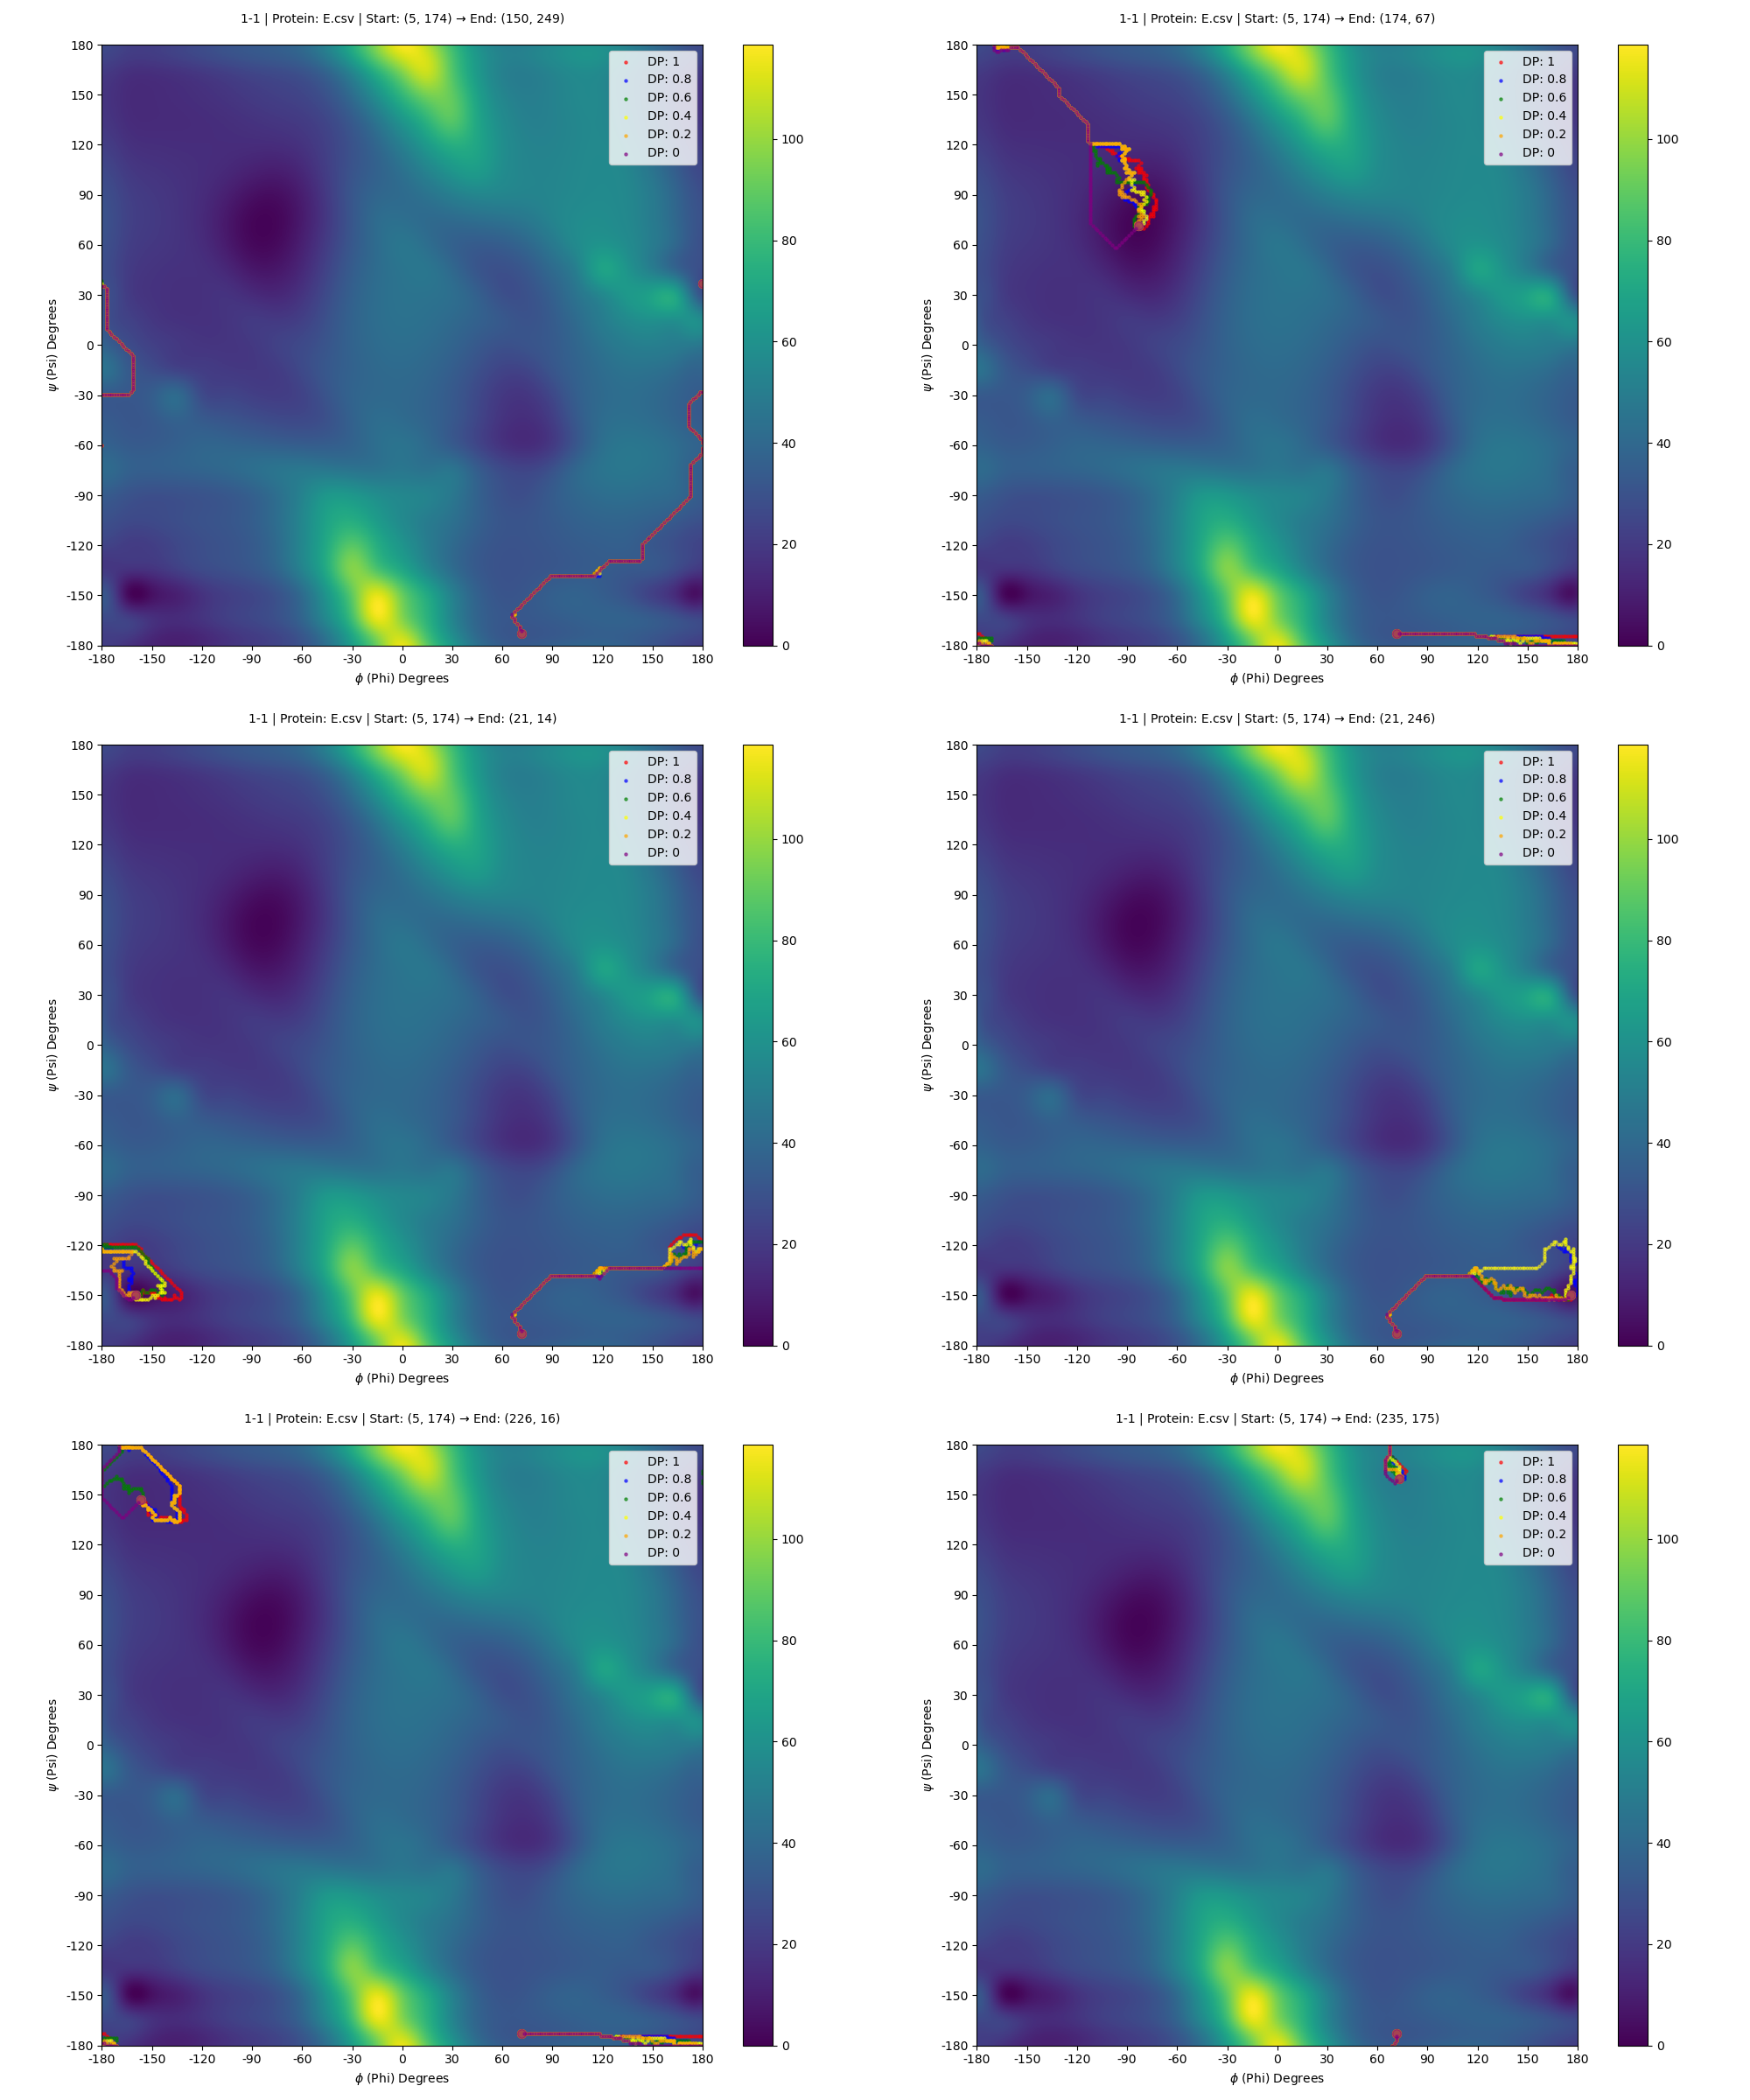 1-1 | Protein: E.csv | Start: (5, 174) → End: (150, 249)
180
150
120
90
60
30
0
-30
-60
-90
-120
-150
-180
ψ (Psi) Degrees
-180 -150 -120 -90 -60 -30 0 30 60 90 120 150 180
ϕ (Phi) Degrees
DP: 1
DP: 0.8
DP: 0.6
DP: 0.4
DP: 0.2
DP: 0
100
80
60
40
20
0
1-1 | Protein: E.csv | Start: (5, 174) → End: (174, 67)
180
150
120
90
60
30
0
-30
-60
-90
-120
-150
-180
ψ (Psi) Degrees
-180 -150 -120 -90 -60 -30 0 30 60 90 120 150 180
ϕ (Phi) Degrees
DP: 1
DP: 0.8
DP: 0.6
DP: 0.4
DP: 0.2
DP: 0
100
80
60
40
20
0
1-1 | Protein: E.csv | Start: (5, 174) → End: (21, 14)
180
150
120
90
60
30
0
-30
-60
-90
-120
-150
-180
ψ (Psi) Degrees
-180 -150 -120 -90 -60 -30 0 30 60 90 120 150 180
ϕ (Phi) Degrees
DP: 1
DP: 0.8
DP: 0.6
DP: 0.4
DP: 0.2
DP: 0
100
80
60
40
20
0
1-1 | Protein: E.csv | Start: (5, 174) → End: (21, 246)
180
150
120
90
60
30
0
-30
-60
-90
-120
-150
-180
ψ (Psi) Degrees
-180 -150 -120 -90 -60 -30 0 30 60 90 120 150 180
ϕ (Phi) Degrees
DP: 1
DP: 0.8
DP: 0.6
DP: 0.4
DP: 0.2
DP: 0
100
80
60
40
20
0
1-1 | Protein: E.csv | Start: (5, 174) → End: (226, 16)
180
150
120
90
60
30
0
-30
-60
-90
-120
-150
-180
ψ (Psi) Degrees
-180 -150 -120 -90 -60 -30 0 30 60 90 120 150 180
ϕ (Phi) Degrees
DP: 1
DP: 0.8
DP: 0.6
DP: 0.4
DP: 0.2
DP: 0
100
80
60
40
20
0
1-1 | Protein: E.csv | Start: (5, 174) → End: (235, 175)
180
150
120
90
60
30
0
-30
-60
-90
-120
-150
-180
ψ (Psi) Degrees
-180 -150 -120 -90 -60 -30 0 30 60 90 120 150 180
ϕ (Phi) Degrees
DP: 1
DP: 0.8
DP: 0.6
DP: 0.4
DP: 0.2
DP: 0
100
80
60
40
20
0